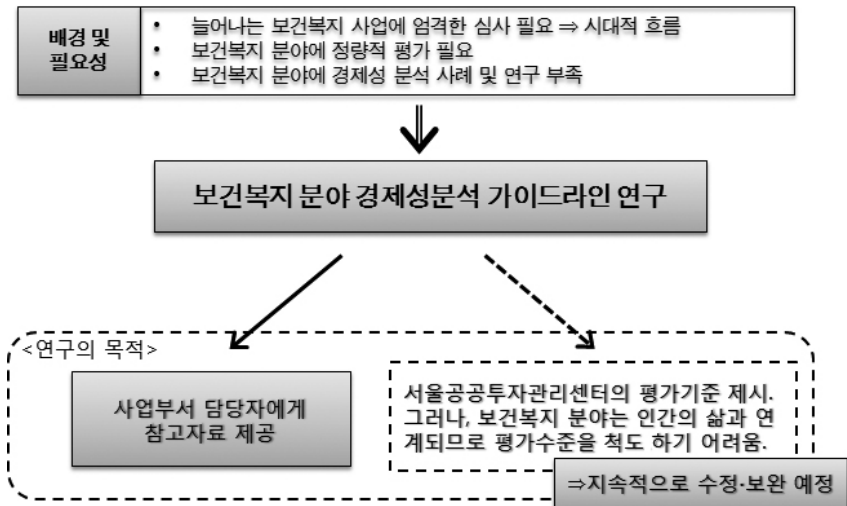 배경 및
필요성
• 늘어나는 보건복지 사업에 엄격한 심사 필요 ⇒ 시대적 흐름
• 보건복지 분야에 정량적 평가 필요
• 보건복지 분야에 경제성 분석 사례 및 연구 부족
보건복지 분야 경제성분석 가이드라인 연구
<연구의 목적>
사업부서 담당자에게
참고자료 제공
서울공공투자관리센터의 평가기준 제시.
그러나, 보건복지 분야는 인간의 삶과 연
계되므로 평가수준을 척도 하기 어려움.
⇒지속적으로 수정·보완 예정